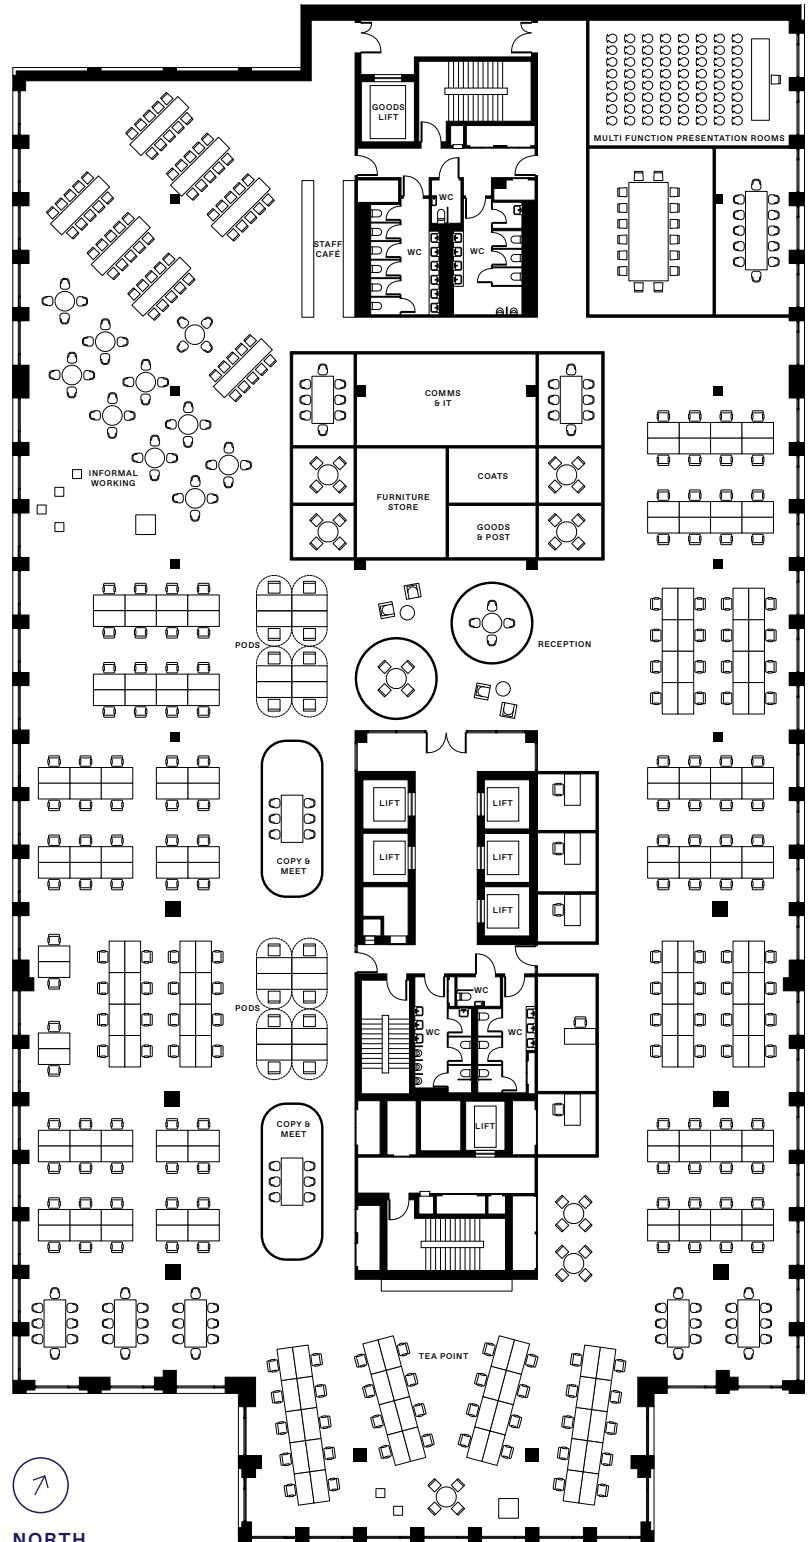 GOODS
LIFT
MULTI FUNCTION PRESENTATION ROOMS
WC
STAFF
CAFÉ
WC
WC
COMMS
& IT
INFORMAL
WORKING
FURNITURE
STORE
COATS
GOODS
& POST
PODS
RECEPTION
LIFT
LIFT
LIFT
LIFT
COPY &
MEET
LIFT
PODS
WC
WC
WC
COPY &
MEET
LIFT
TEA POINT
NORTH